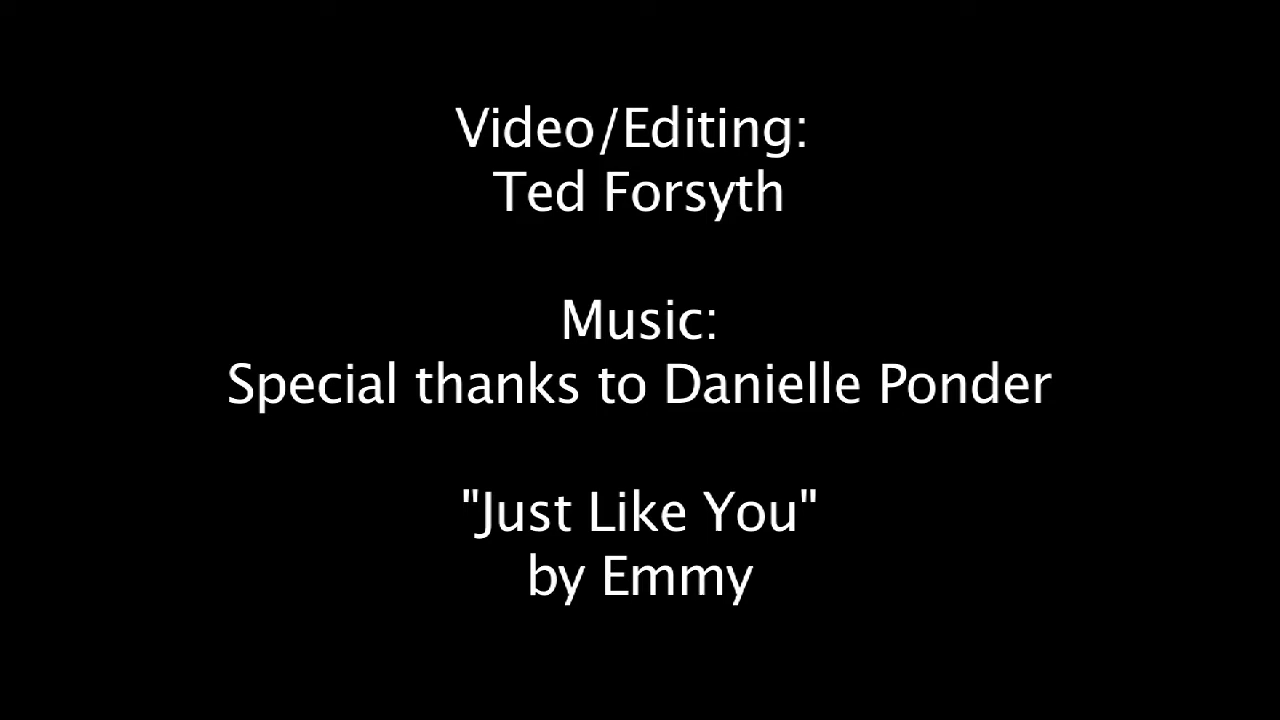 Video/Editing:
Ted Forsyth
Music:
Special thanks to Danielle Ponder
"Just Like You"
by Emmy